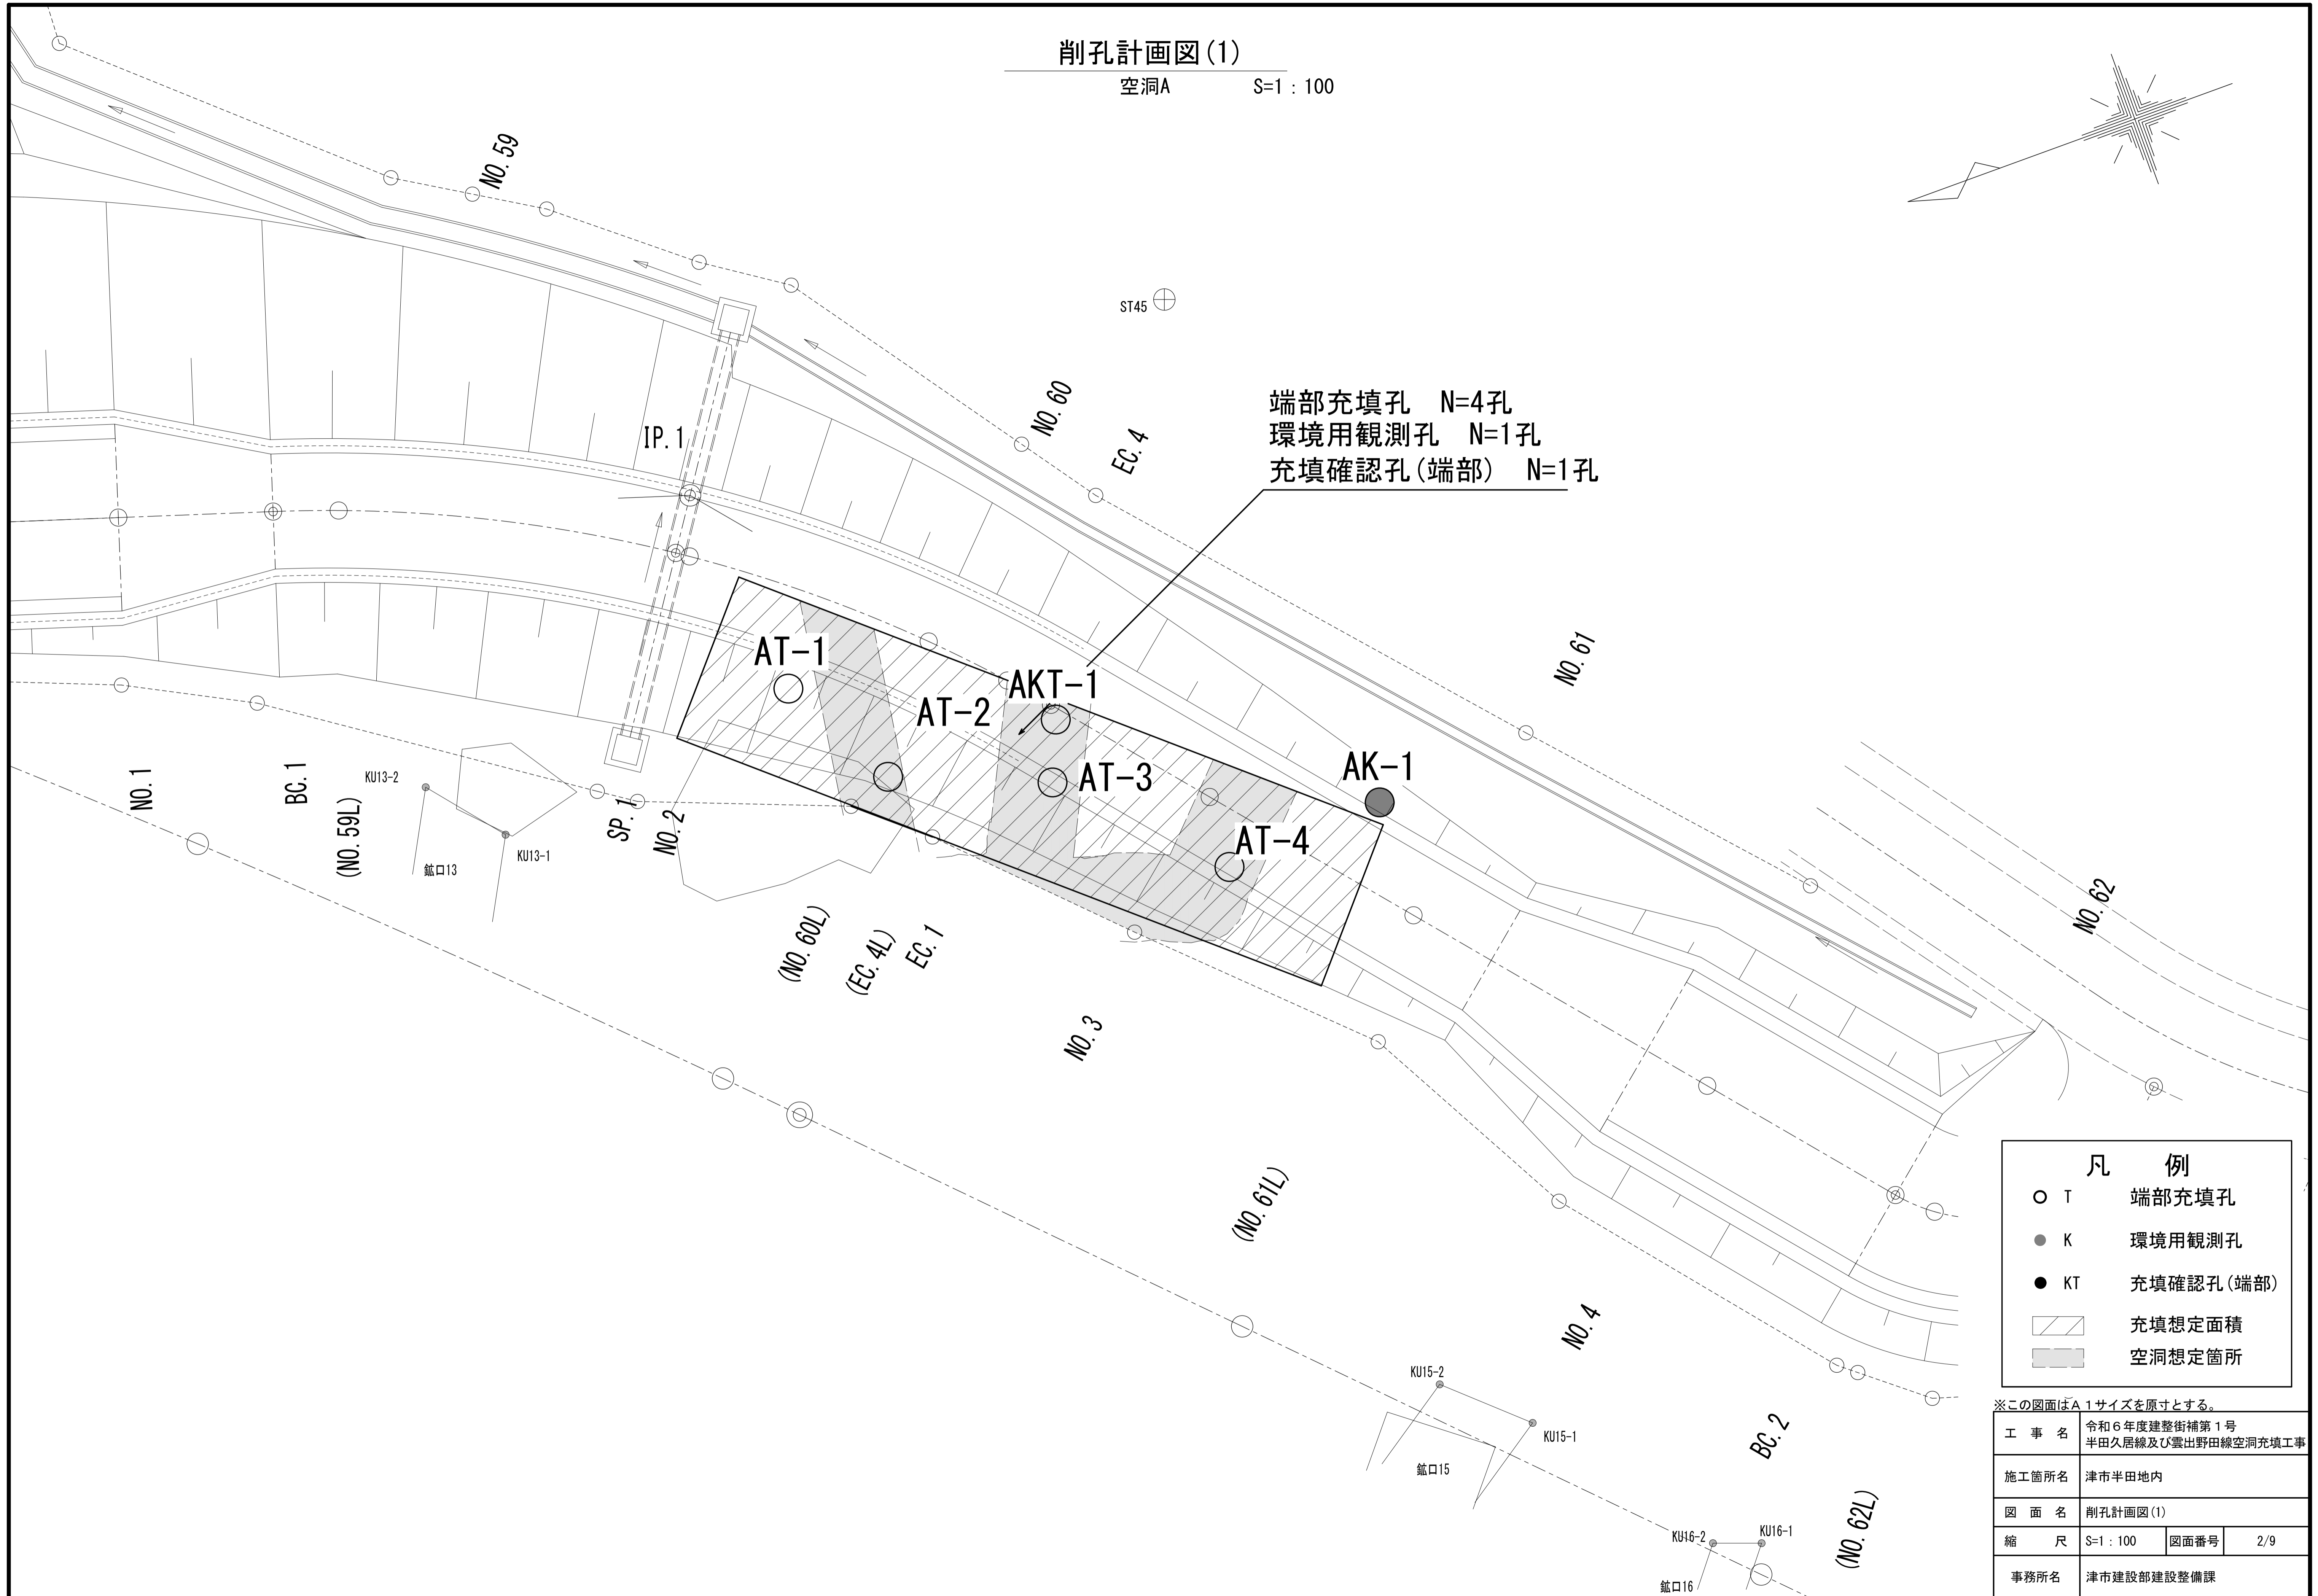 削孔計画図(1)
空洞A S=1：100
NO.59
ST45
NO.60
EC.4
端部充填孔 N=4孔
環境用観測孔 N=1孔
充填確認孔(端部) N=1孔
IP.1
NO.61
AT-1
AKT-1
AT-2
AT-3
AK-1
AT-4
NO.1
BC.1
(NO.59L)
KU13-2
KU13-1
鉱口13
SP.1
NO.2
NO.62
(NO.60L)
(EC.4L)
EC.1
NO.3
(NO.61L)
NO.4
KU15-2
KU15-1
鉱口15
BC.2
KU16-2
KU16-1
鉱口16
(NO.62L)
凡 例
T 端部充填孔
K 環境用観測孔
KT 充填確認孔(端部)
充填想定面積
空洞想定箇所
※この図面はA1サイズを原寸とする。
工事名 令和6年度建整街補第1号
半田久居線及び雲出野田線空洞充填工事
施工箇所名 津市半田地内
図面名 削孔計画図(1)
縮尺 S=1：100 図面番号 2/9
事務所名 津市建設部建設整備課